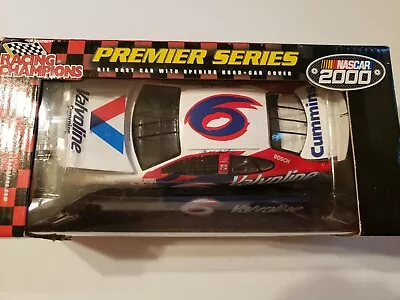 RACING
CHAMPIONS
PREMIER SERIES
DIE CAST CAR WITH OPENING HOOD-CAR COVER
NASCAR
2000
Valvoline
6
Cummins
BOSCH
Valvoline
6
Valvoline